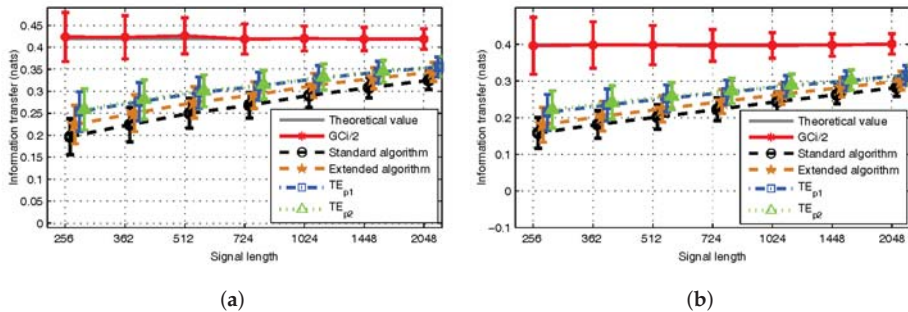 0.45
0.4
0.35
0.3
0.25
0.2
0.15
0.1
0.05
0
Information transfer (nats)
Theoretical value
GCi/2
Standard algorithm
Extended algorithm
TEp1
TEp2
256 362 512 724 1024 1448 2048
Signal length
(a)
0.4
0.3
0.2
0.1
0
−0.1
Information transfer (nats)
Theoretical value
GCi/2
Standard algorithm
Extended algorithm
TEp1
TEp2
256 362 512 724 1024 1448 2048
Signal length
(b)